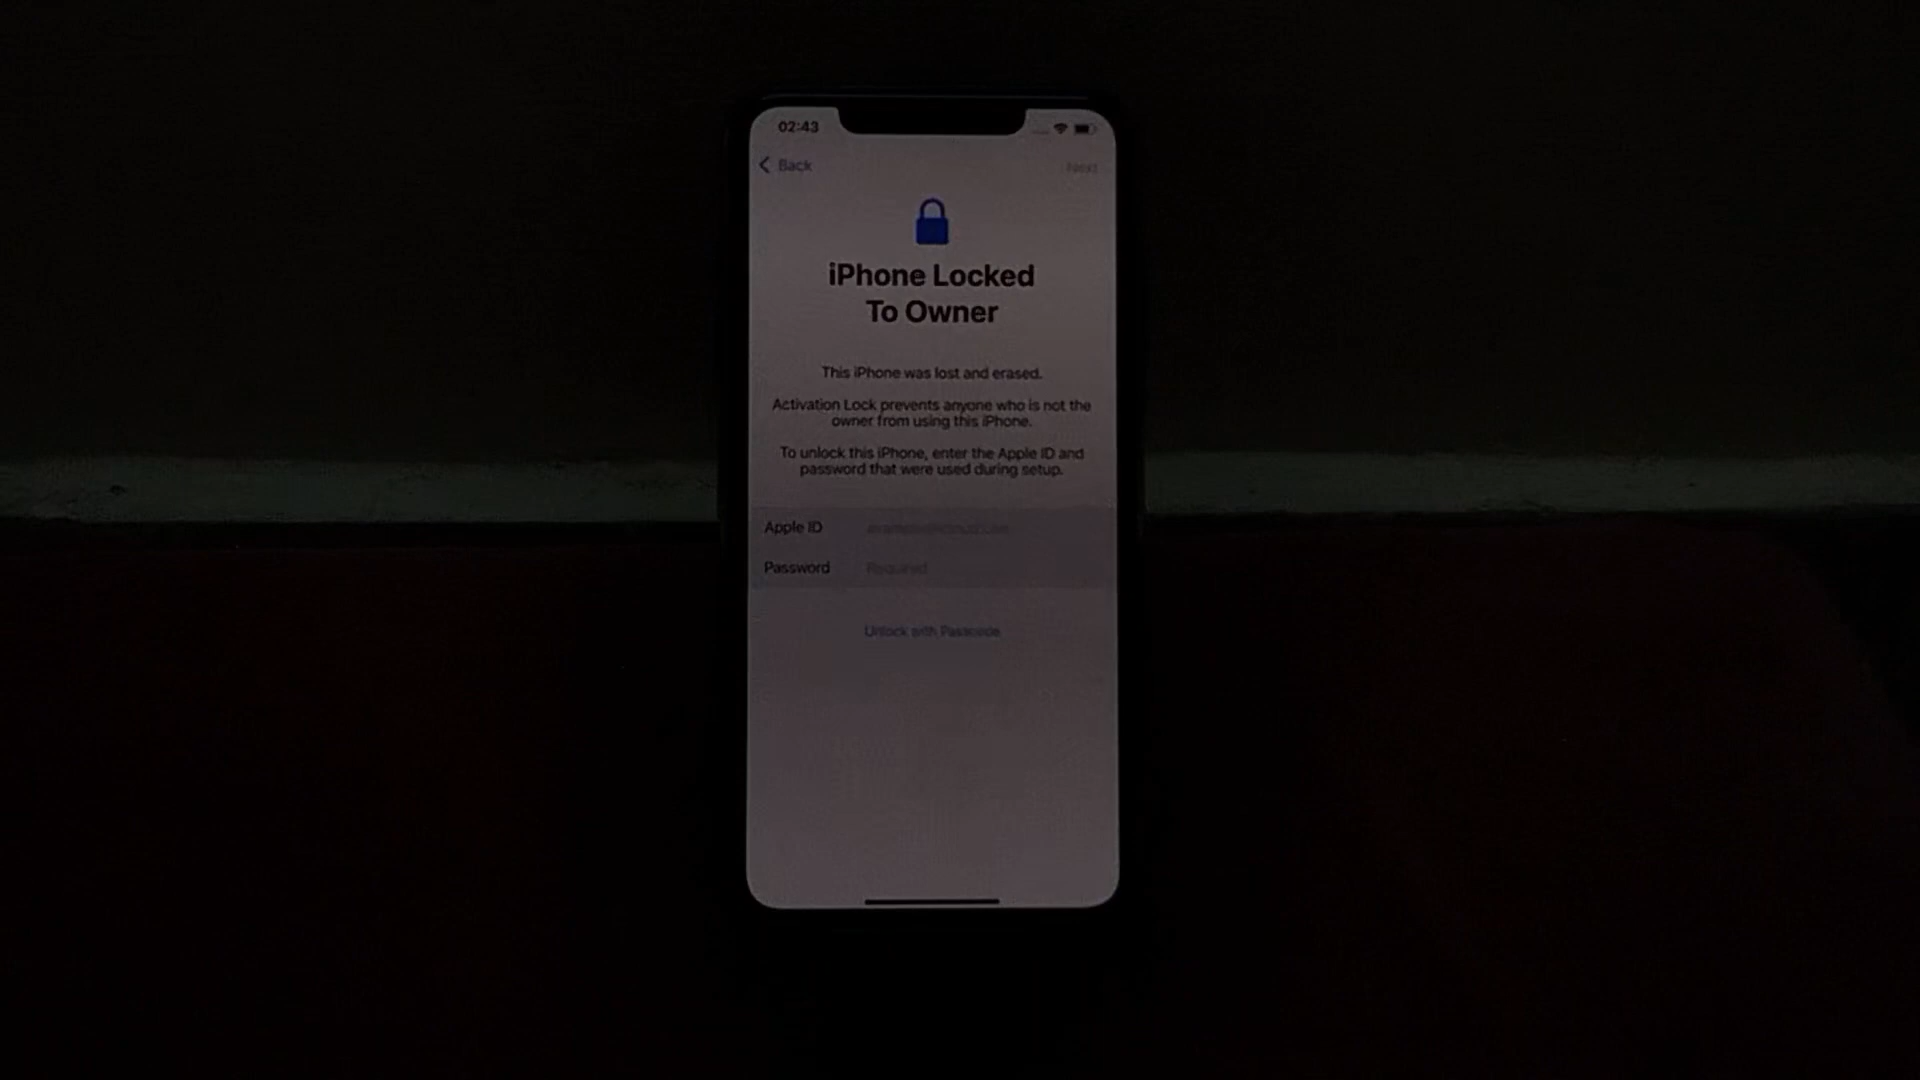 02:43
Back
Next
iPhone Locked
To Owner
This iPhone was lost and erased.
Activation Lock prevents anyone who is not the
owner from using this iPhone.
To unlock this iPhone, enter the Apple ID and
password that were used during setup.
Apple ID
Password Required
Unlock with Passcode